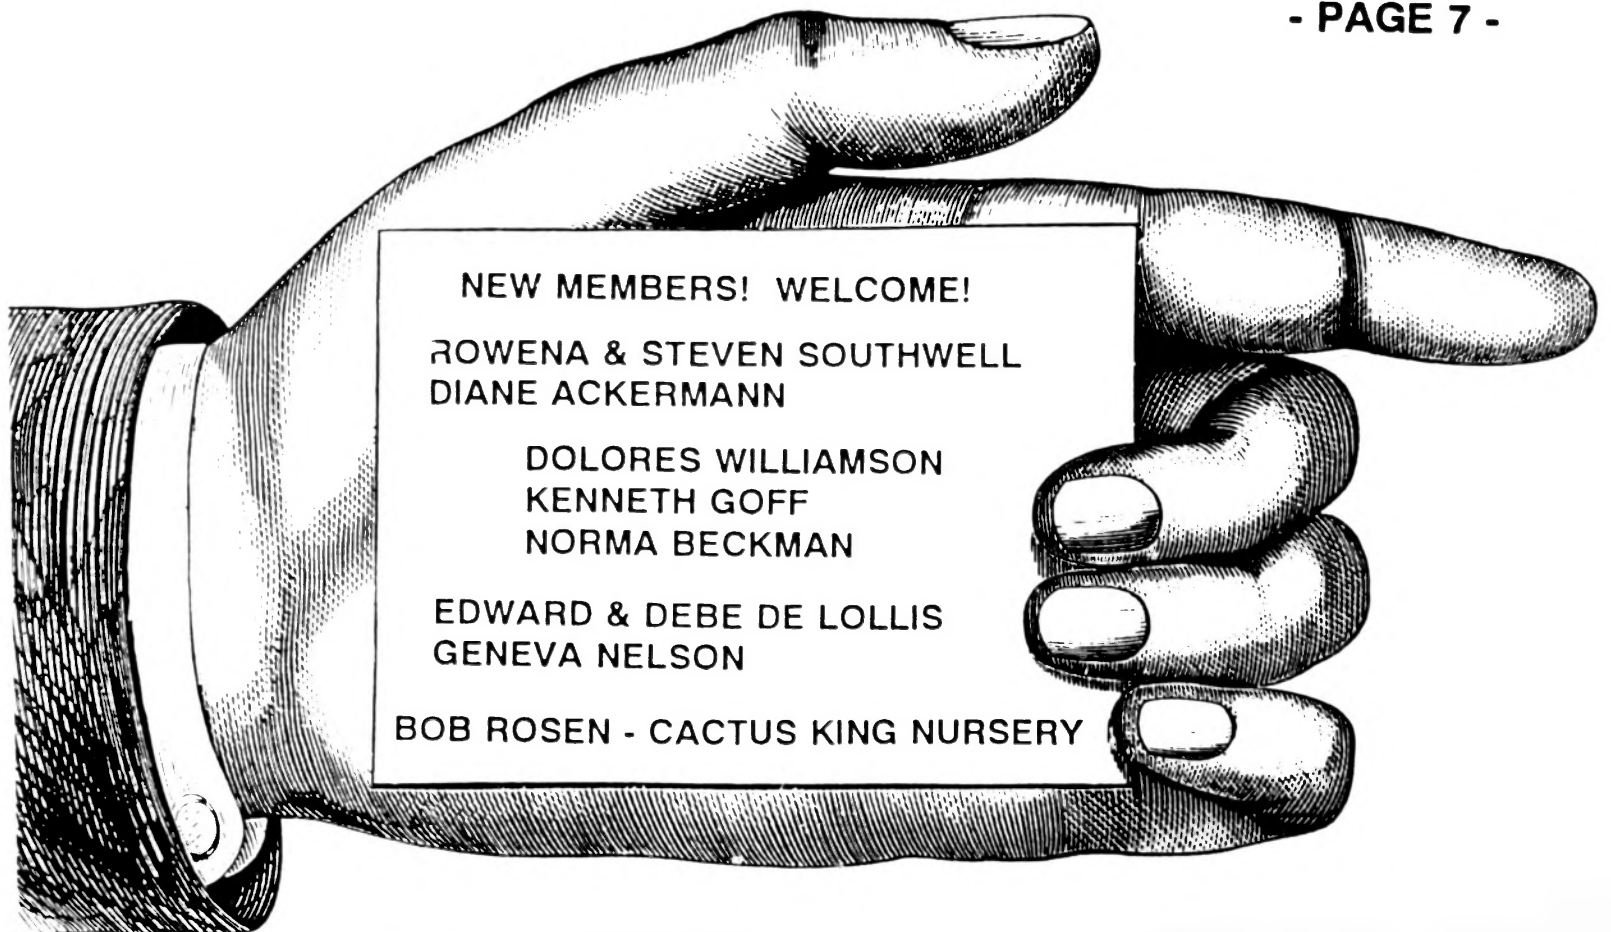 - PAGE 7 -
NEW MEMBERS! WELCOME!
ROWENA & STEVEN SOUTHWELL
DIANE ACKERMANN
DOLORES WILLIAMSON
KENNETH GOFF
NORMA BECKMAN
EDWARD & DEBE DE LOLLIS
GENEVA NELSON
BOB ROSEN - CACTUS KING NURSERY